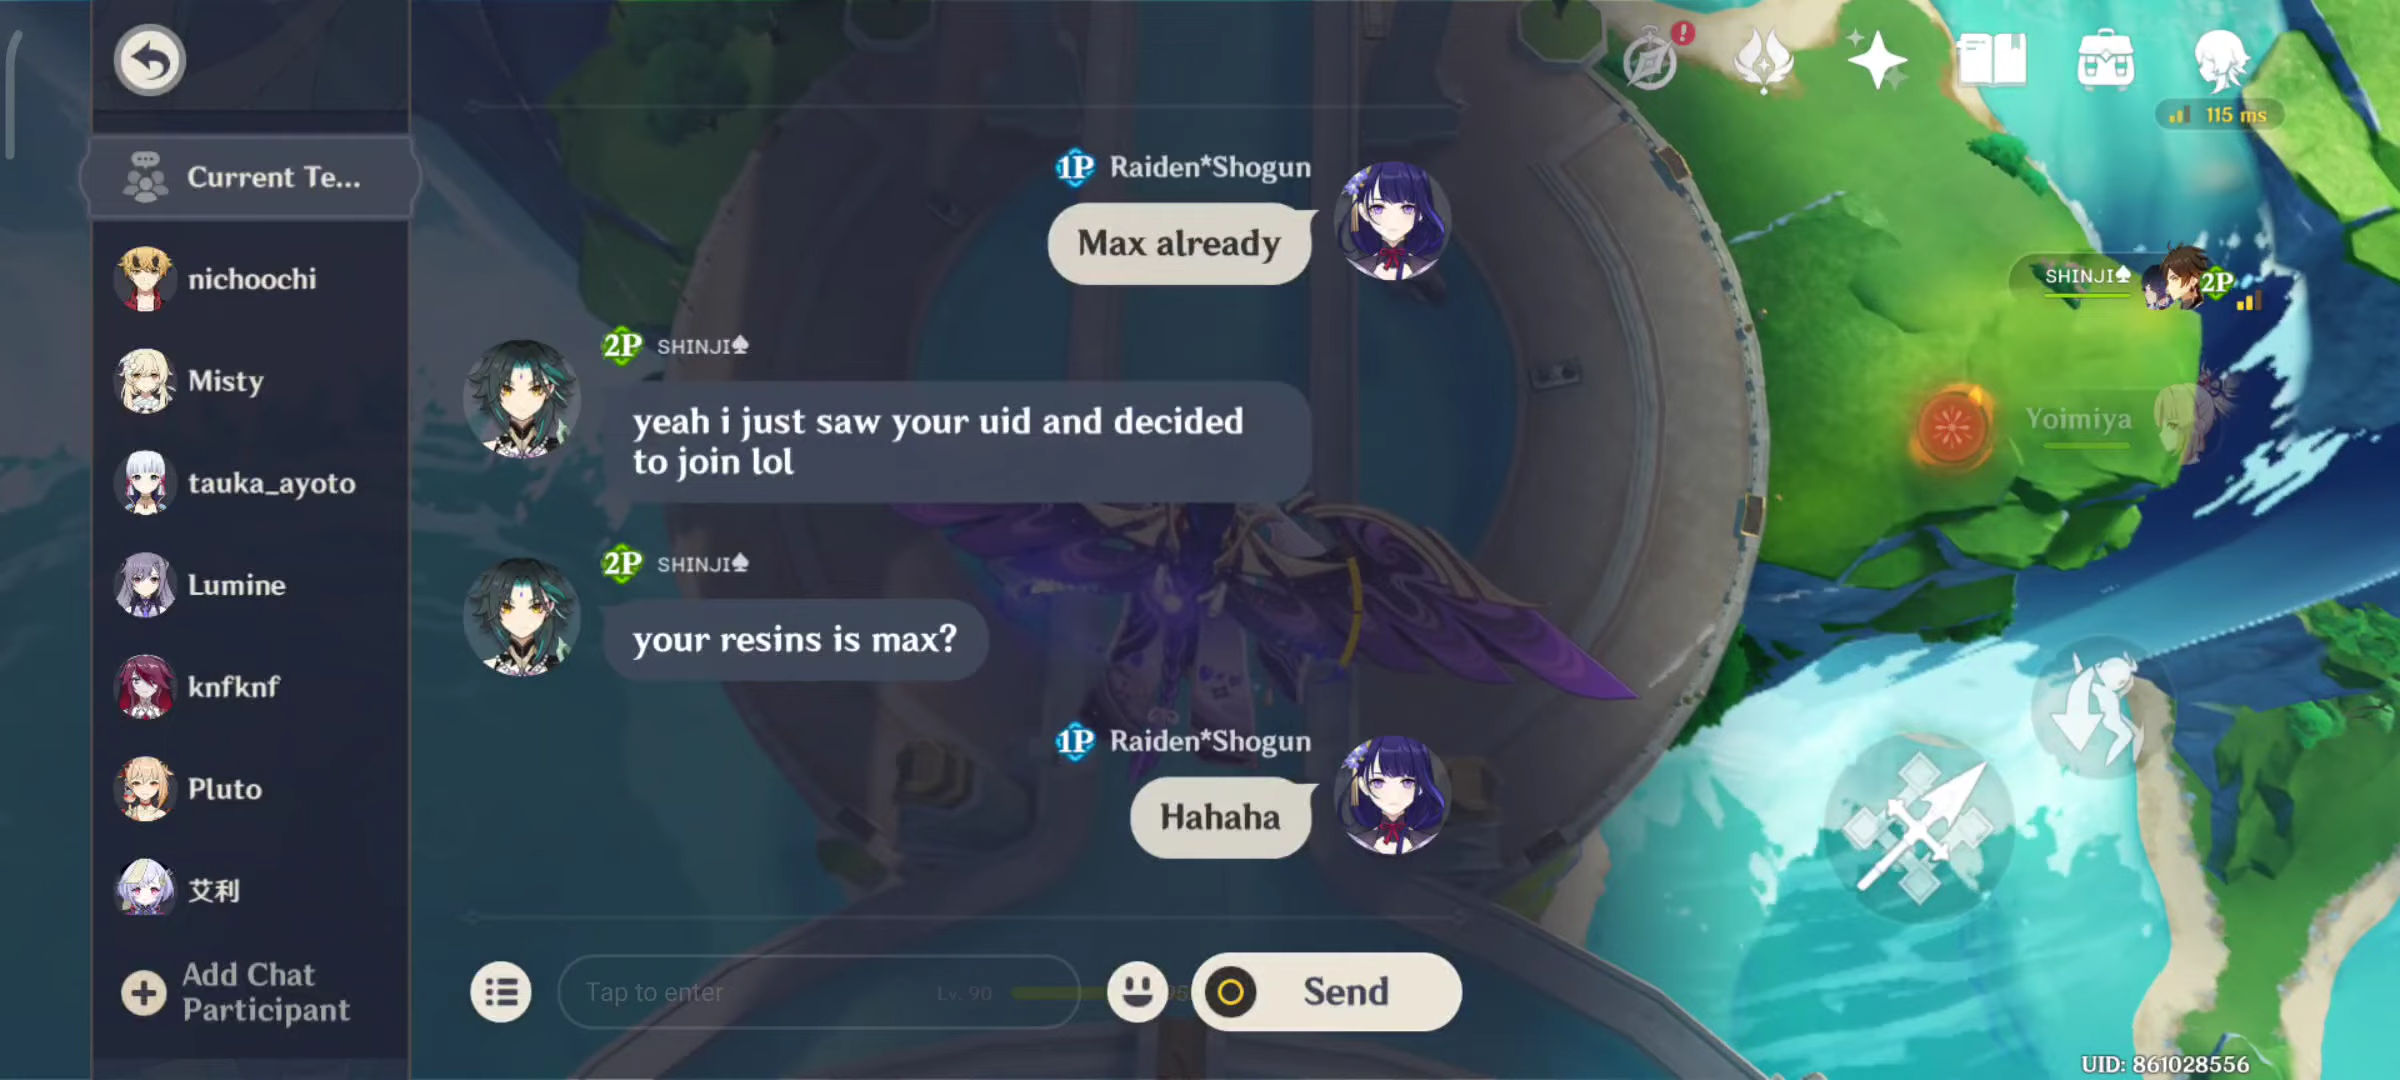 Current Te...
nichoochi
Misty
tauka_ayoto
Lumine
knfknf
Pluto
艾利
Add Chat
Participant
1P Raiden*Shogun
Max already
2P SHINJI♠
yeah i just saw your uid and decided
to join lol
2P SHINJI♠
your resins is max?
1P Raiden*Shogun
Hahaha
Tap to enter
Lv. 90
Send
115 ms
SHINJI♠ 2P
Yoimiya
UID: 861028556